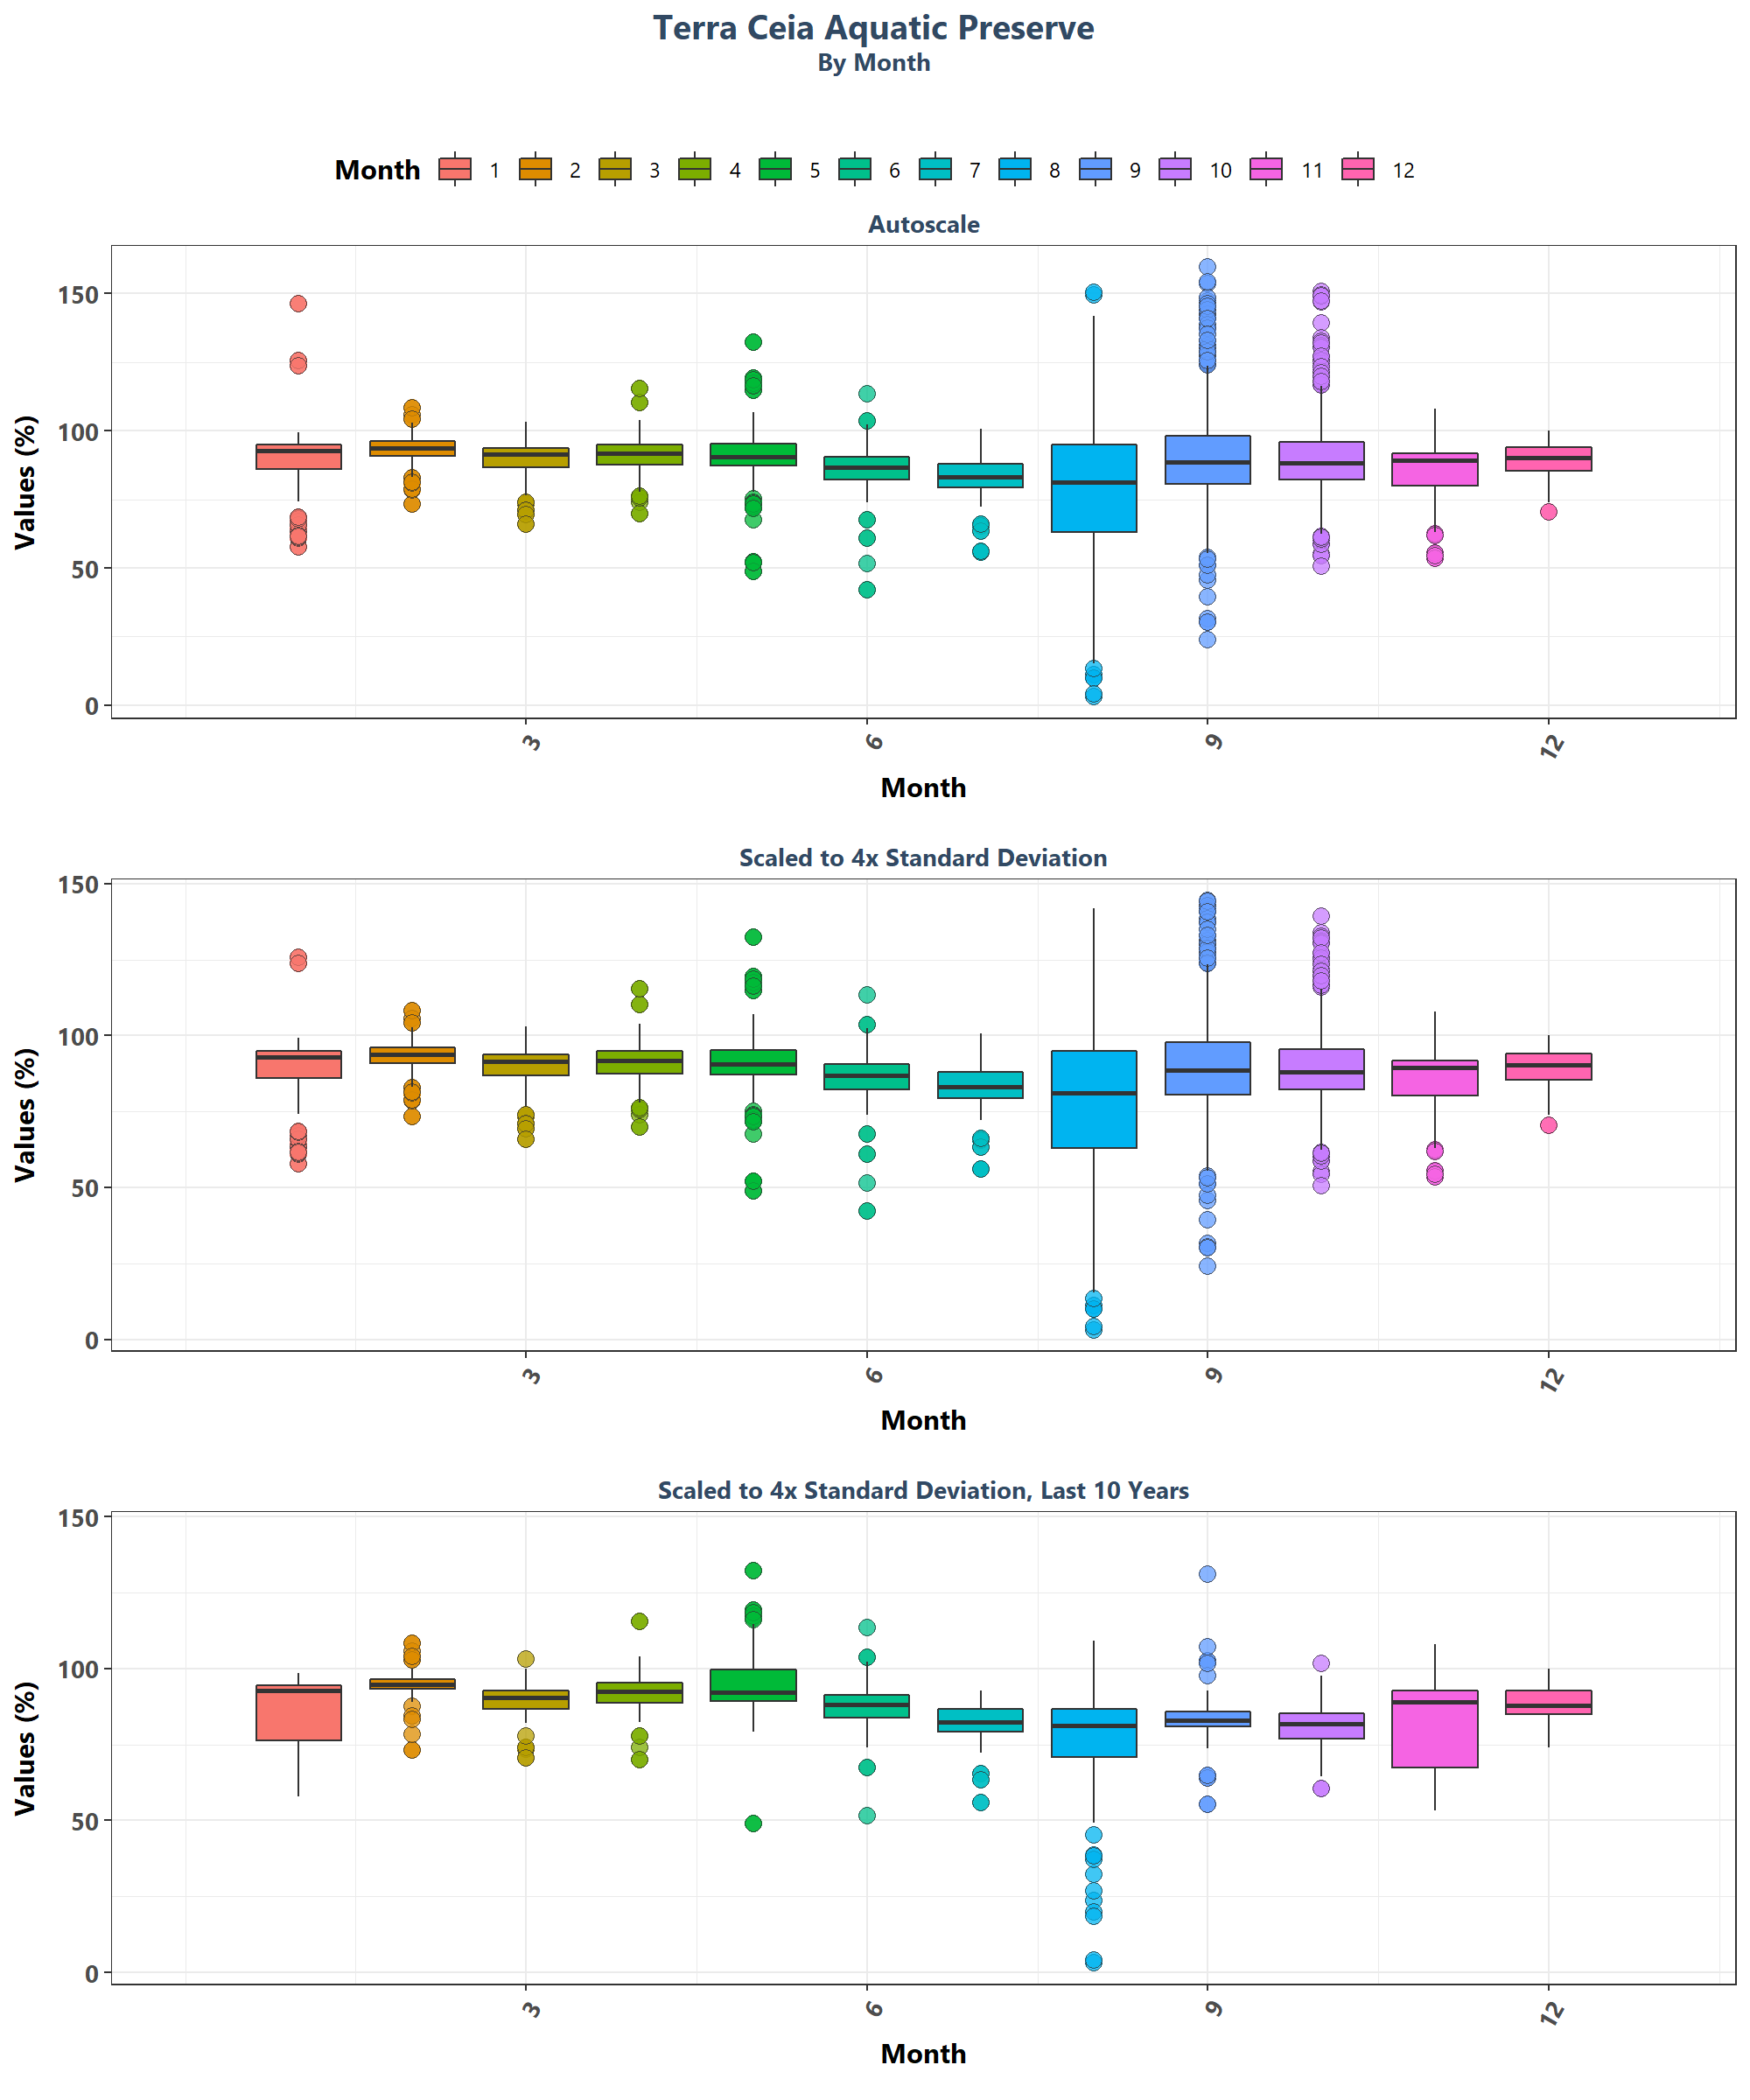 Terra Ceia Aquatic Preserve
By Month
Month 1 2 3 4 5 6 7 8 9 10 11 12
Autoscale
Values (%)
150
100
50
0
3 6 9 12
Month
Scaled to 4x Standard Deviation
Values (%)
150
100
50
0
3 6 9 12
Month
Scaled to 4x Standard Deviation, Last 10 Years
Values (%)
150
100
50
0
3 6 9 12
Month